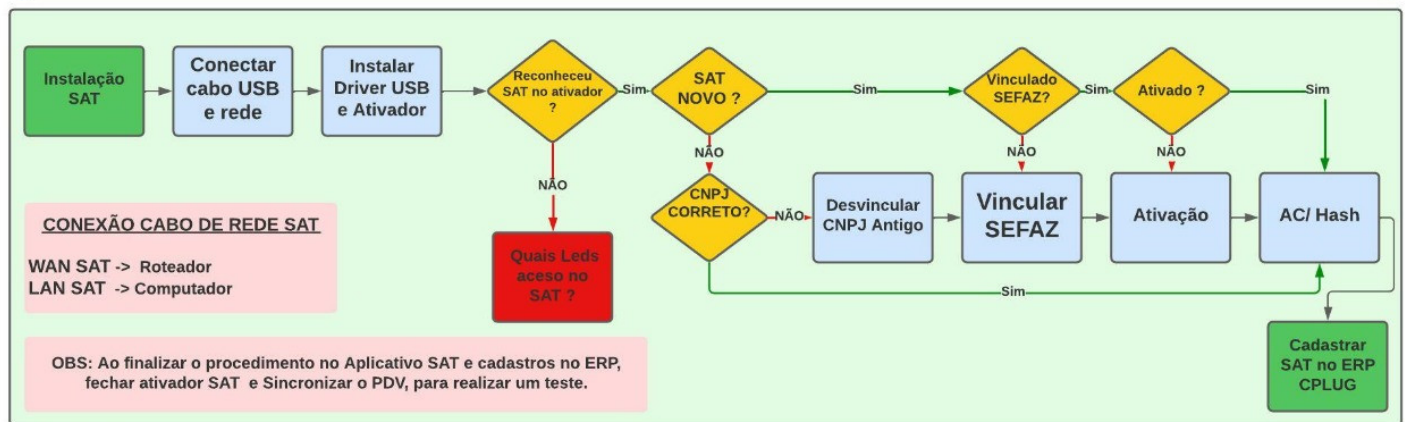 Instalação
SAT
Conectar
cabo USB
e rede
Instalar
Driver USB
e Ativador
Reconheceu
SAT no ativador
?
Sim
SAT
NOVO ?
Sim
Vinculado
SEFAZ?
Sim
Ativado ?
Sim
NÃO
NÃO
NÃO
NÃO
CNPJ
CORRETO?
NÃO
Desvincular
CNPJ Antigo
Vincular
SEFAZ
Ativação
AC/ Hash
CONEXÃO CABO DE REDE SAT
WAN SAT -> Roteador
LAN SAT -> Computador
Quais Leds
aceso no
SAT ?
Sim
Cadastrar
SAT no ERP
CPLUG
OBS: Ao finalizar o procedimento no Aplicativo SAT e cadastros no ERP,
fechar ativador SAT e Sincronizar o PDV, para realizar um teste.